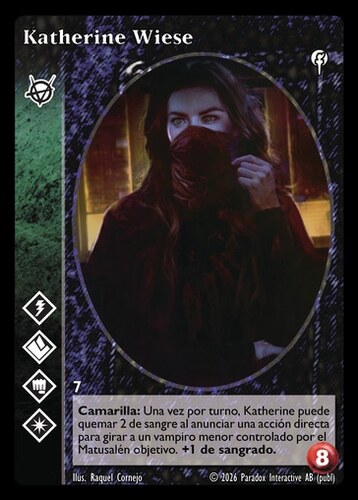 Katherine Wiese
7
Camarilla: Una vez por turno, Katherine puede
quemar 2 de sangre al anunciar una acción directa
para girar a un vampiro menor controlado por el
Matusalén objetivo. +1 de sangrado.
8
Ilus. Raquel Cornejo
© 2026 Paradox Interactive AB (publ)